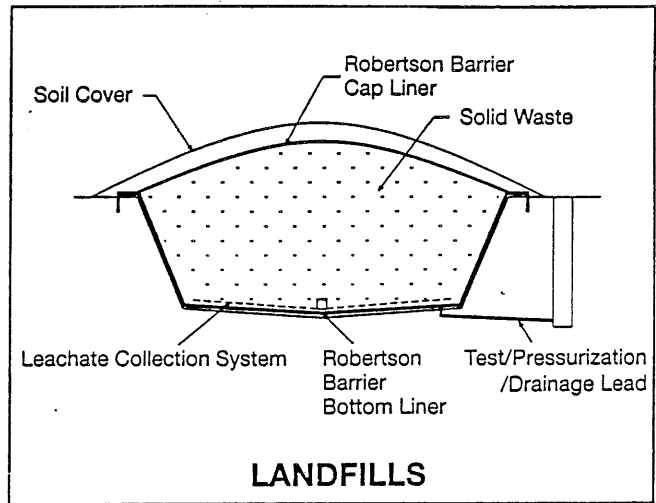 Robertson Barrier
Cap Liner
Soil Cover
Solid Waste
Leachate Collection System
Robertson
Barrier
Bottom Liner
Test/Pressurization
/Drainage Lead
LANDFILLS